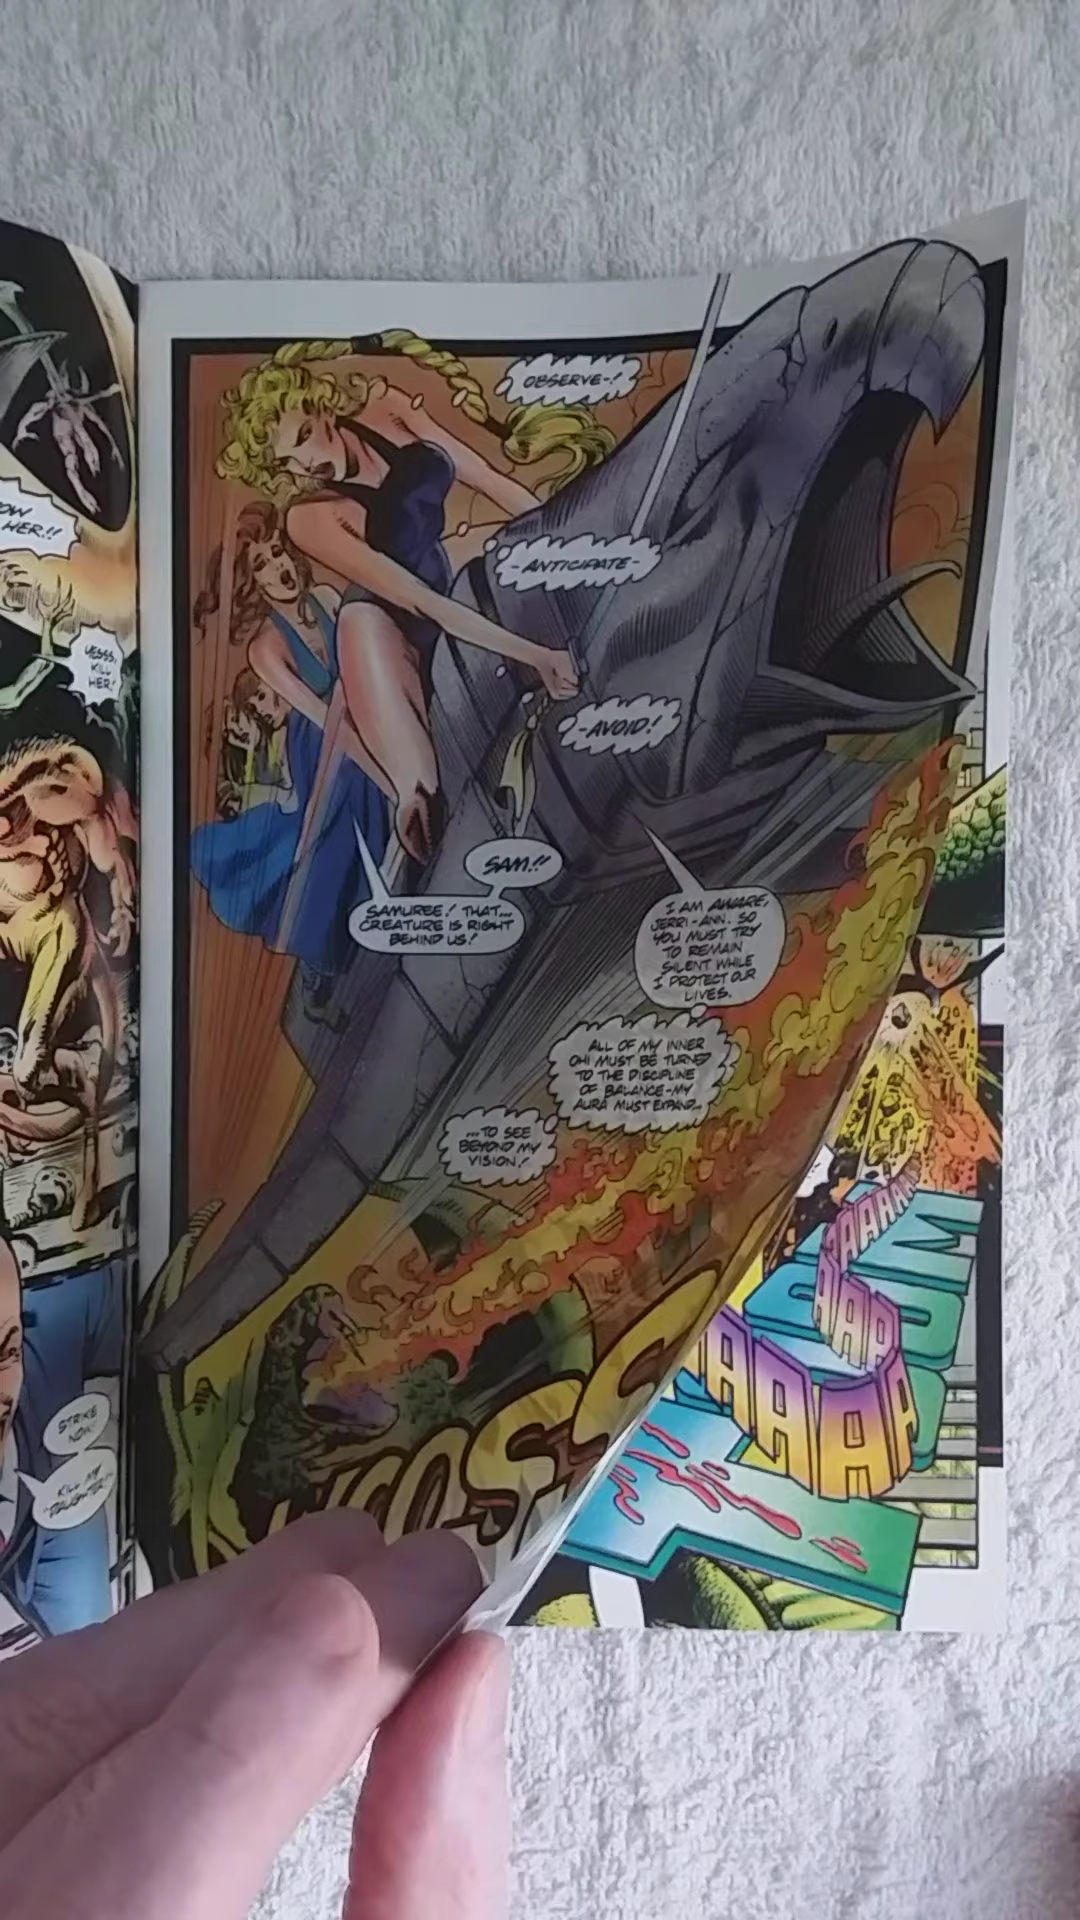 HER!!
YESSS,
KILL
HER!
STRIKE
NOW!
KILL MY
DAUGHTER!
OBSERVE-!
-ANTICIPATE-
-AVOID!
SAM!!
SAMUREE! THAT...
CREATURE IS RIGHT
BEHIND US!
I AM AWARE,
JERRI-ANN. SO
YOU MUST TRY
TO REMAIN
SILENT WHILE
I PROTECT OUR
LIVES.
ALL OF MY INNER
CHI MUST BE TURNED
TO THE DISCIPLINE
OF BALANCE-MY
AURA MUST EXPAND...
...TO SEE
BEYOND MY
VISION!